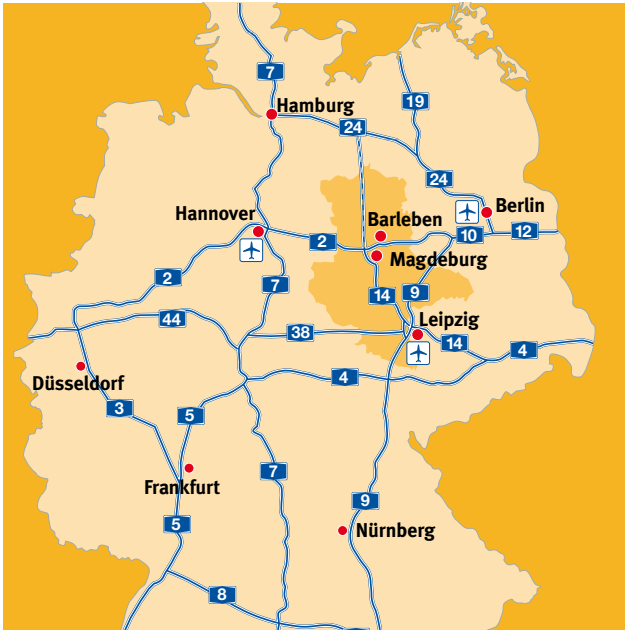 7
Hamburg
19
24
24
Berlin
Hannover
Barleben
12
10
2
Magdeburg
2
7
9
14
44
Leipzig
38
14
4
Düsseldorf
4
3
5
7
Frankfurt
9
5
Nürnberg
8